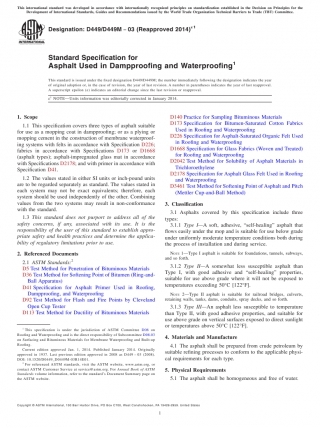 This international standard was developed in accordance with internationally recognized principles on standardization established in the Decision on Principles for the
Development of International Standards, Guides and Recommendations issued by the World Trade Organization Technical Barriers to Trade (TBT) Committee.
Designation: D449/D449M − 03 (Reapproved 2014)ε1
Standard Specification for
Asphalt Used in Dampproofing and Waterproofing1
This standard is issued under the fixed designation D449/D449M; the number immediately following the designation indicates the year
of original adoption or, in the case of revision, the year of last revision. A number in parentheses indicates the year of last reapproval.
A superscript epsilon (ε) indicates an editorial change since the last revision or reapproval.
ε1 NOTE—Units information was editorially corrected in January 2014.
1. Scope
1.1 This specification covers three types of asphalt suitable
for use as a mopping coat in dampproofing; or as a plying or
mopping cement in the construction of membrane waterproof-
ing systems with felts in accordance with Specification D226;
fabrics in accordance with Specifications D173 or D1668
(asphalt types); asphalt-impregnated glass mat in accordance
with Specification D2178; and with primer in accordance with
Specification D41.
1.2 The values stated in either SI units or inch-pound units
are to be regarded separately as standard. The values stated in
each system may not be exact equivalents; therefore, each
system should be used independently of the other. Combining
values from the two systems may result in non-conformance
with the standard.
1.3 This standard does not purport to address all of the
safety concerns, if any, associated with its use. It is the
responsibility of the user of this standard to establish appro-
priate safety and health practices and determine the applica-
bility of regulatory limitations prior to use.
2. Referenced Documents
2.1 ASTM Standards:2
D5 Test Method for Penetration of Bituminous Materials
D36 Test Method for Softening Point of Bitumen (Ring-and-
Ball Apparatus)
D41 Specification for Asphalt Primer Used in Roofing,
Dampproofing, and Waterproofing
D92 Test Method for Flash and Fire Points by Cleveland
Open Cup Tester
D113 Test Method for Ductility of Bituminous Materials
1 This specification is under the jurisdiction of ASTM Committee D08 on
Roofing and Waterproofing and is the direct responsibility of Subcommittee D08.03
on Surfacing and Bituminous Materials for Membrane Waterproofing and Built-up
Roofing.
Current edition approved Jan. 1, 2014. Published January 2014. Originally
approved in 1937. Last previous edition approved in 2008 as D449 – 03 (2008).
2 For referenced ASTM standards, visit the ASTM website, www.astm.org, or
contact ASTM Customer Service at service@astm.org. For Annual Book of ASTM
Standards volume information, refer to the standard's Document Summary page on
the ASTM website.
D140 Practice for Sampling Bituminous Materials
D173 Specification for Bitumen-Saturated Cotton Fabrics
Used in Roofing and Waterproofing
D226 Specification for Asphalt-Saturated Organic Felt Used
in Roofing and Waterproofing
D1668 Specification for Glass Fabrics (Woven and Treated)
for Roofing and Waterproofing
D2042 Test Method for Solubility of Asphalt Materials in
Trichloroethylene
D2178 Specification for Asphalt Glass Felt Used in Roofing
and Waterproofing
D3461 Test Method for Softening Point of Asphalt and Pitch
(Mettler Cup-and-Ball Method)
3. Classification
3.1 Asphalts covered by this specification include three
types:
3.1.1 Type I—A soft, adhesive, "self-healing" asphalt that
flows easily under the mop and is suitable for use below grade
under uniformly moderate temperature conditions both during
the process of installation and during service.
NOTE 1—Type I asphalt is suitable for foundations, tunnels, subways,
and so forth.
3.1.2 Type II—A somewhat less susceptible asphalt than
Type I, with good adhesive and "self-healing" properties,
suitable for use above grade where it will not be exposed to
temperatures exceeding 50°C [122°F].
NOTE 2—Type II asphalt is suitable for railroad bridges, culverts,
retaining walls, tanks, dams, conduits, spray decks, and so forth.
3.1.3 Type III—An asphalt less susceptible to temperature
than Type II, with good adhesive properties, and suitable for
use above grade on vertical surfaces exposed to direct sunlight
or temperatures above 50°C [122°F].
4. Materials and Manufacture
4.1 The asphalt shall be prepared from crude petroleum by
suitable refining processes to conform to the applicable physi-
cal requirements for each type.
5. Physical Requirements
5.1 The asphalt shall be homogeneous and free of water.
Copyright © ASTM International, 100 Barr Harbor Drive, PO Box C700, West Conshohocken, PA 19428-2959. United States
1